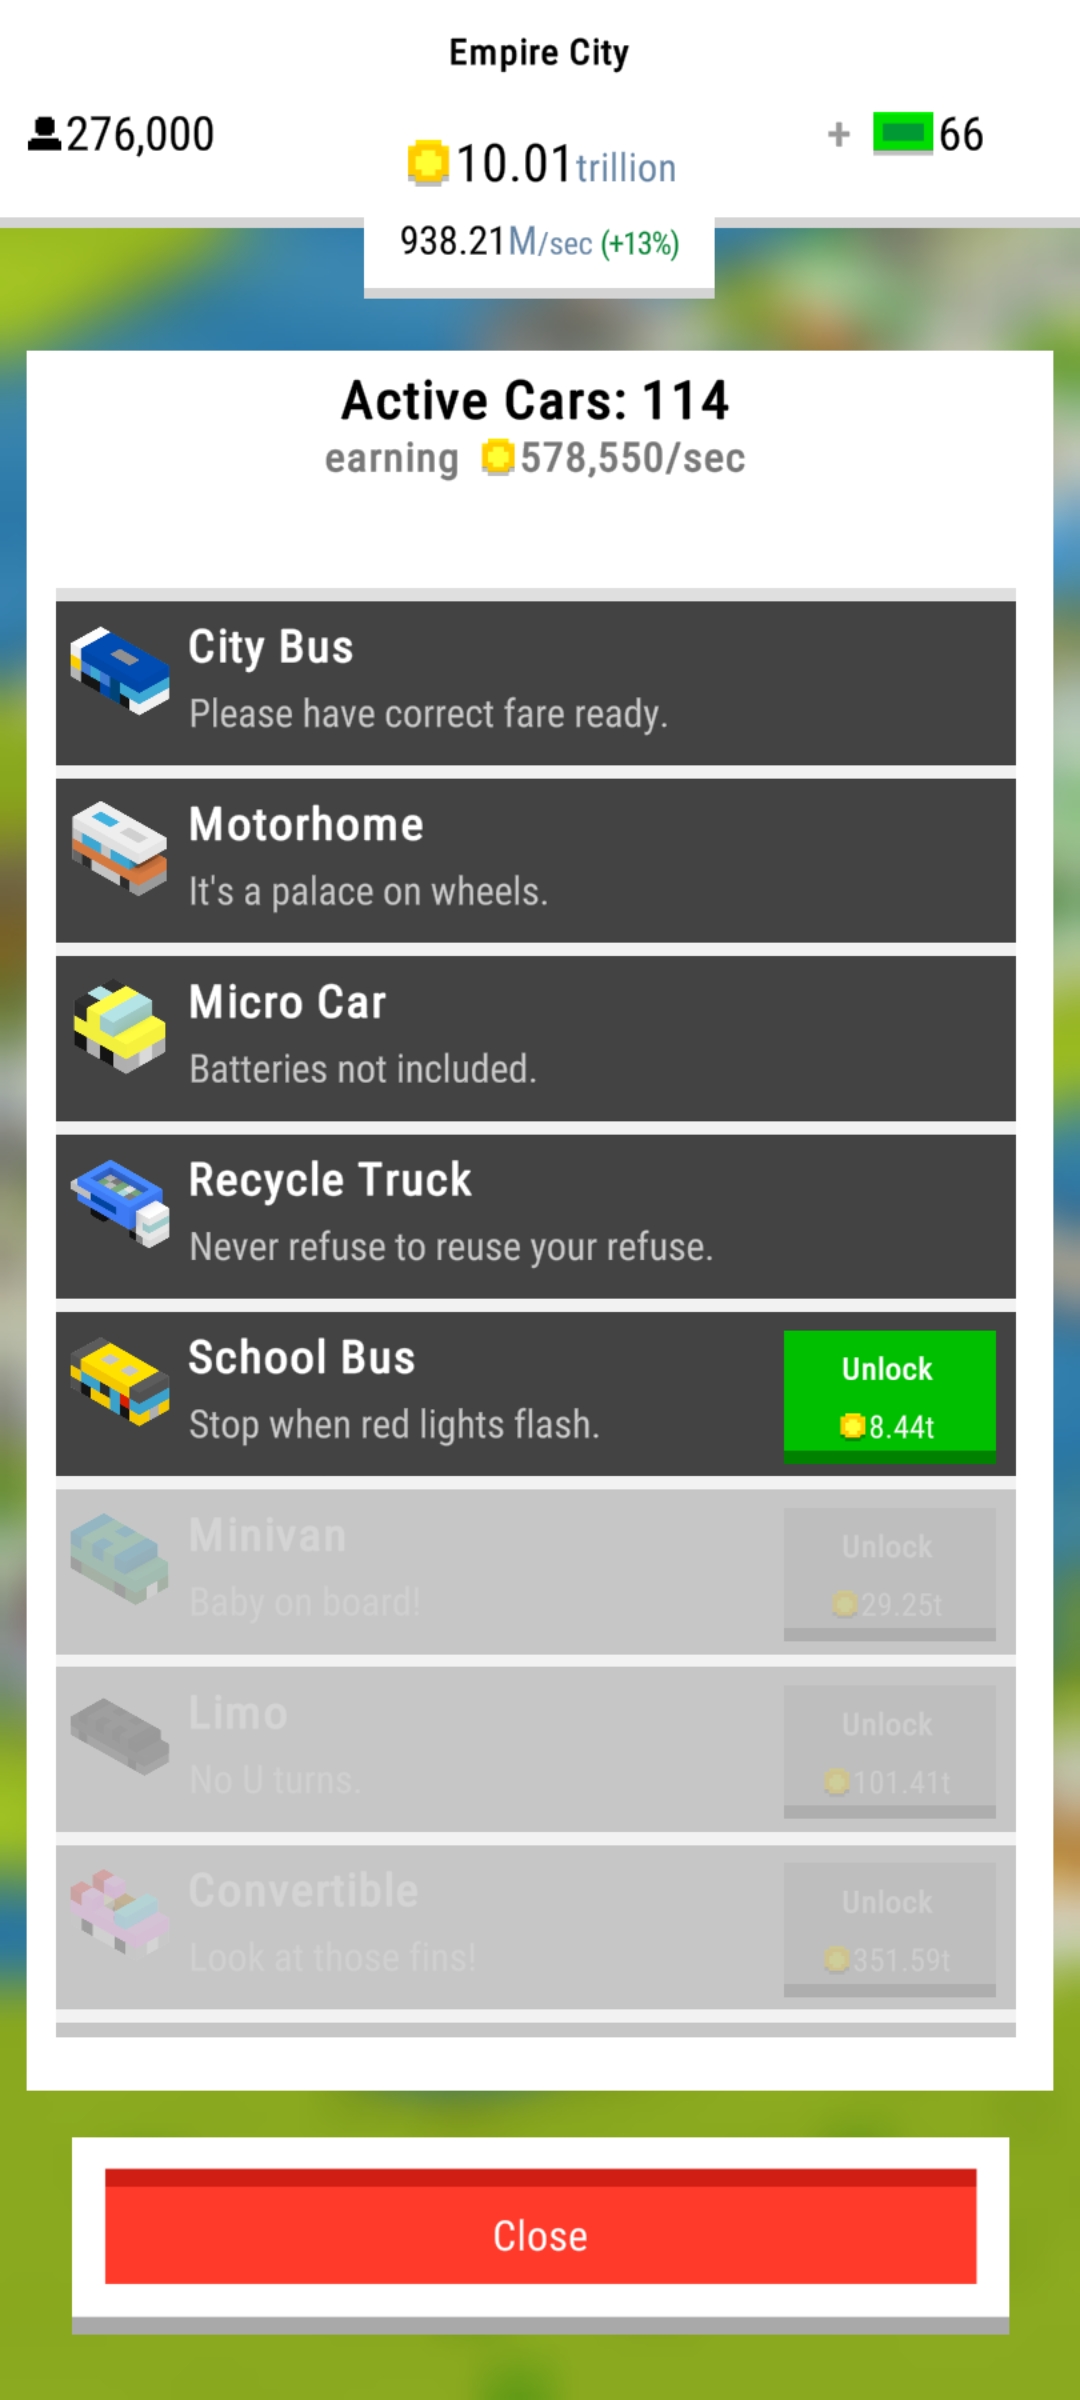 Empire City
276,000
+ 66
10.01trillion
938.21M/sec (+13%)
Active Cars: 114
earning 578,550/sec
City Bus
Please have correct fare ready.
Motorhome
It's a palace on wheels.
Micro Car
Batteries not included.
Recycle Truck
Never refuse to reuse your refuse.
School Bus
Stop when red lights flash.
Unlock
8.44t
Minivan
Baby on board!
Unlock
29.25t
Limo
No U turns.
Unlock
101.41t
Convertible
Look at those fins!
Unlock
351.59t
Close